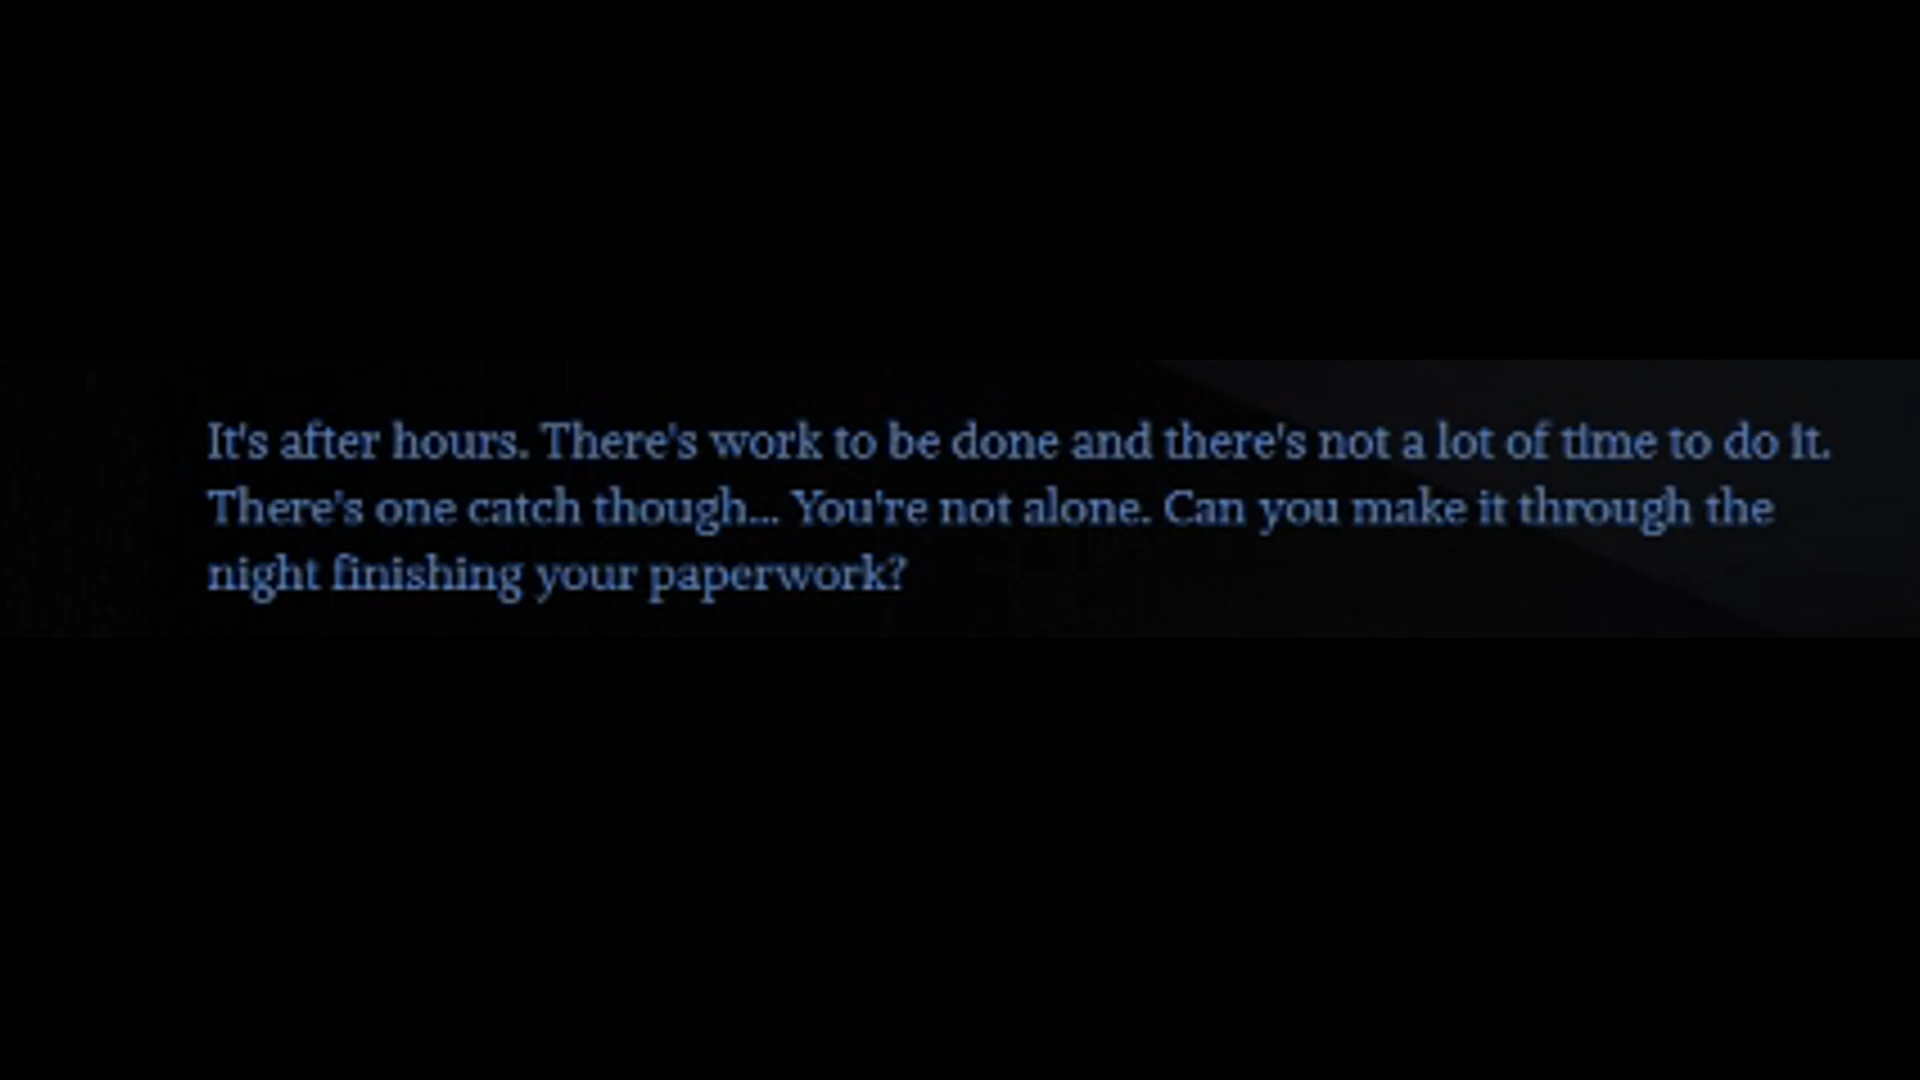 It's after hours. There's work to be done and there's not a lot of time to do it.
There's one catch though... You're not alone. Can you make it through the
night finishing your paperwork?